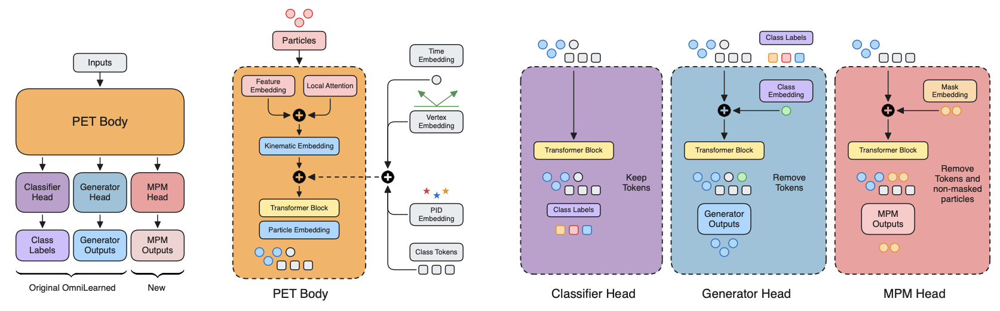 Inputs
PET Body
Classifier
Head
Generator
Head
MPM
Head
Class
Labels
Generator
Outputs
MPM
Outputs
Original OmniLearned
New
Particles
Feature
Embedding
Local Attention
Kinematic Embedding
Transformer Block
Particle Embedding
PET Body
Time
Embedding
Vertex
Embedding
PID
Embedding
Class Tokens
Transformer Block
Keep
Tokens
Class Labels
Classifier Head
Class Labels
Class
Embedding
Transformer Block
Remove
Tokens
Generator
Outputs
Generator Head
Mask
Embedding
Transformer Block
Remove
Tokens and
non-masked
particles
MPM
Outputs
MPM Head